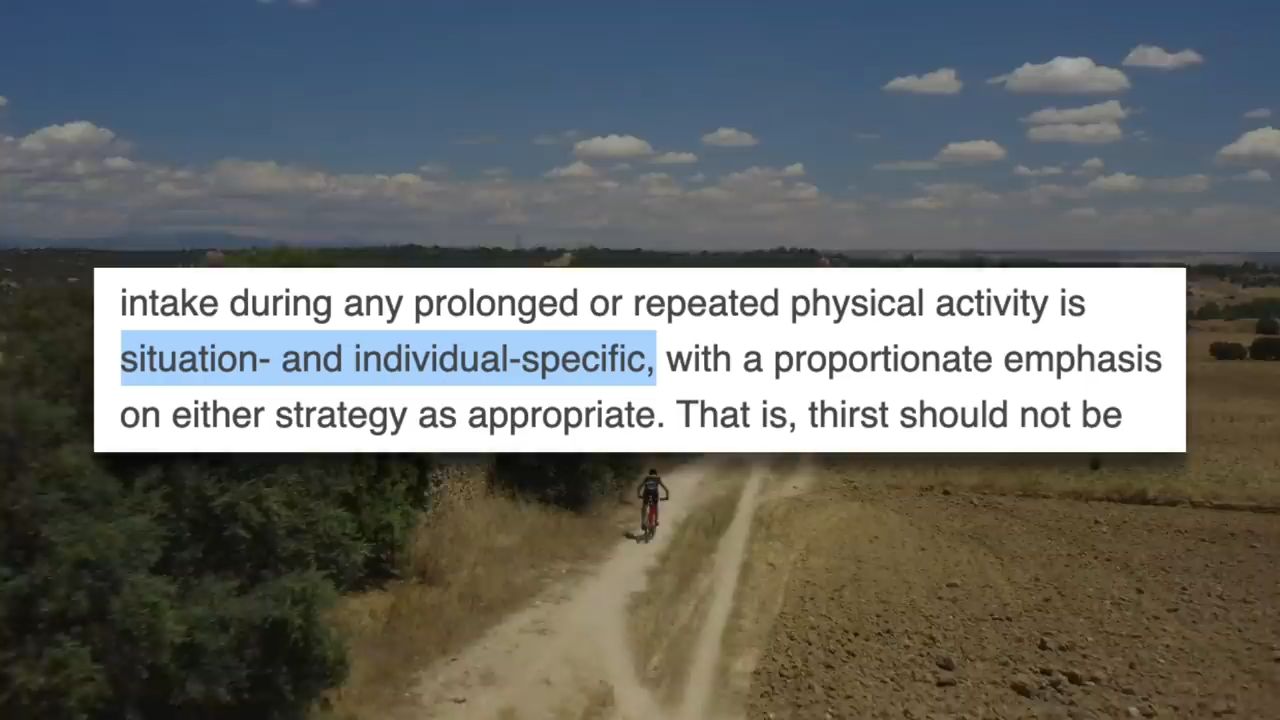 intake during any prolonged or repeated physical activity is
situation- and individual-specific, with a proportionate emphasis
on either strategy as appropriate. That is, thirst should not be